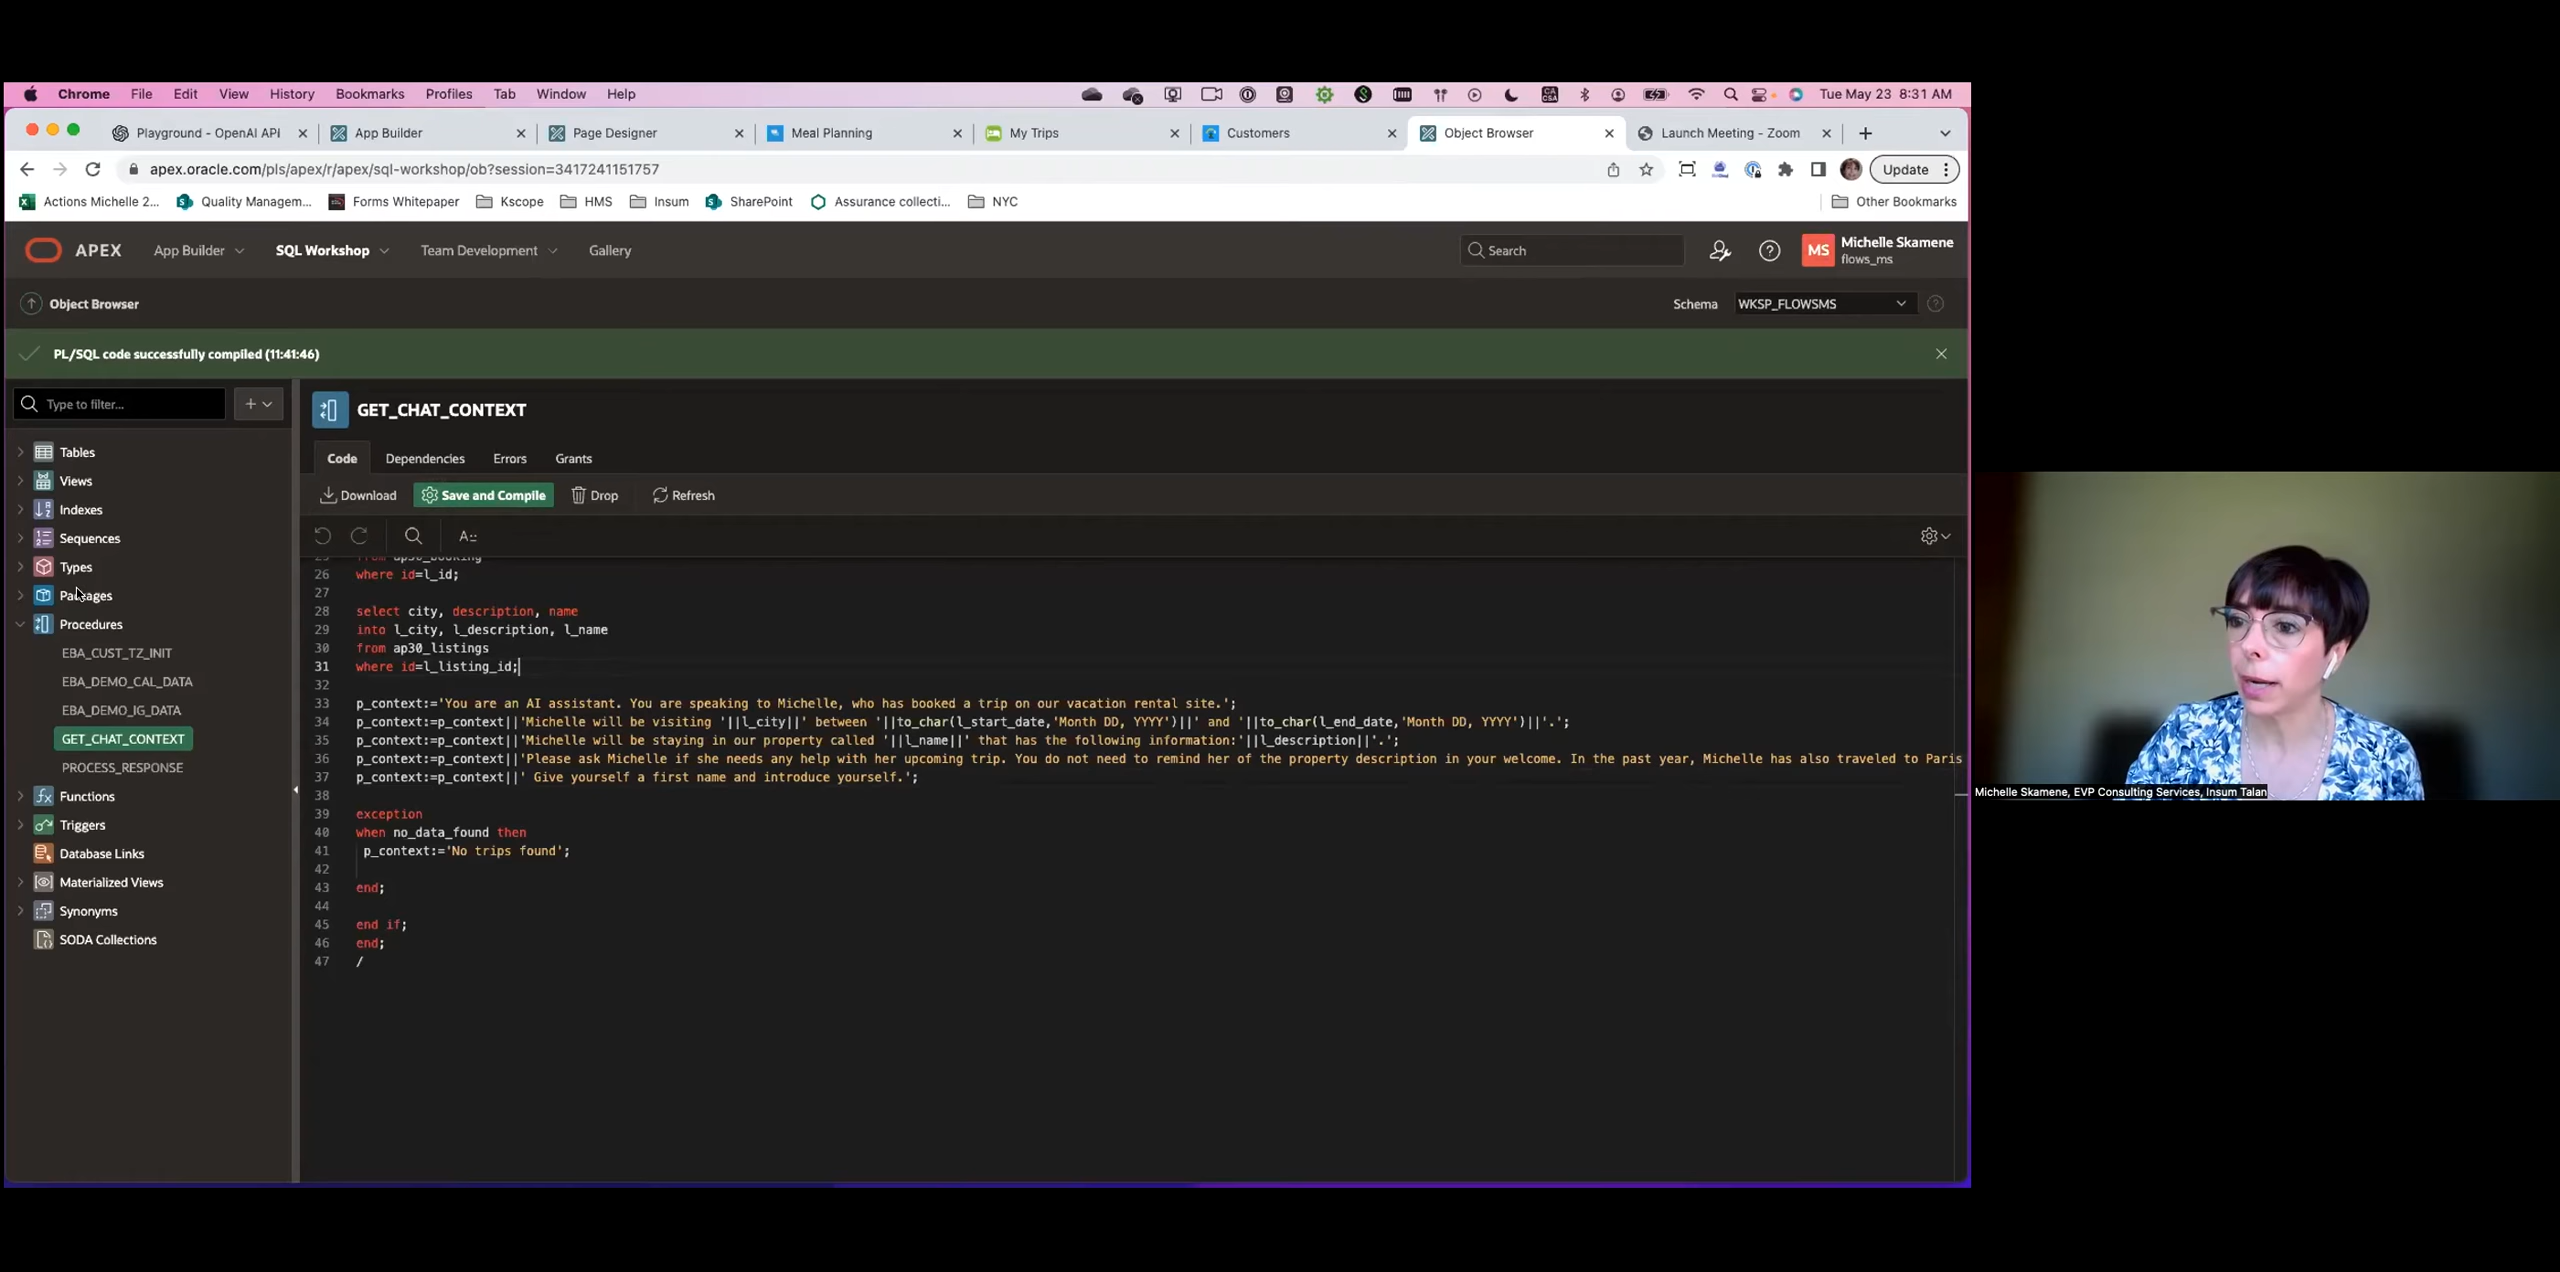 Chrome File Edit View History Bookmarks Profiles Tab Window Help Tue May 23 8:31 AM
Playground - OpenAI API App Builder Page Designer Meal Planning My Trips Customers Object Browser Launch Meeting - Zoom
apex.oracle.com/pls/apex/r/apex/sql-workshop/ob?session=3417241151757 Update
Actions Michelle 2... Quality Managem... Forms Whitepaper Kscope HMS Insum SharePoint Assurance collecti... NYC Other Bookmarks
APEX App Builder SQL Workshop Team Development Gallery Search MS Michelle Skamene
flows_ms
Object Browser Schema WKSP_FLOWSMS
PL/SQL code successfully compiled (11:41:46)
Type to filter...
Tables
Views
Indexes
Sequences
Types
Packages
Procedures
EBA_CUST_TZ_INIT
EBA_DEMO_CAL_DATA
EBA_DEMO_IG_DATA
GET_CHAT_CONTEXT
PROCESS_RESPONSE
Functions
Triggers
Database Links
Materialized Views
Synonyms
SODA Collections
GET_CHAT_CONTEXT
Code Dependencies Errors Grants
Download Save and Compile Drop Refresh
25 from ap30_booking
26 where id=l_id;
27
28 select city, description, name
29 into l_city, l_description, l_name
30 from ap30_listings
31 where id=l_listing_id;
32
33 p_context:='You are an AI assistant. You are speaking to Michelle, who has booked a trip on our vacation rental site.';
34 p_context:=p_context||'Michelle will be visiting '||l_city||' between '||to_char(l_start_date,'Month DD, YYYY')||' and '||to_char(l_end_date,'Month DD, YYYY')||'.';
35 p_context:=p_context||'Michelle will be staying in our property called '||l_name||' that has the following information:'||l_description||'.';
36 p_context:=p_context||'Please ask Michelle if she needs any help with her upcoming trip. You do not need to remind her of the property description in your welcome. In the past year, Michelle has also traveled to Paris
37 p_context:=p_context||' Give yourself a first name and introduce yourself.';
38
39 exception
40 when no_data_found then
41 p_context:='No trips found';
42
43 end;
44
45 end if;
46 end;
47 /
Michelle Skamene, EVP Consulting Services, Insum Talan